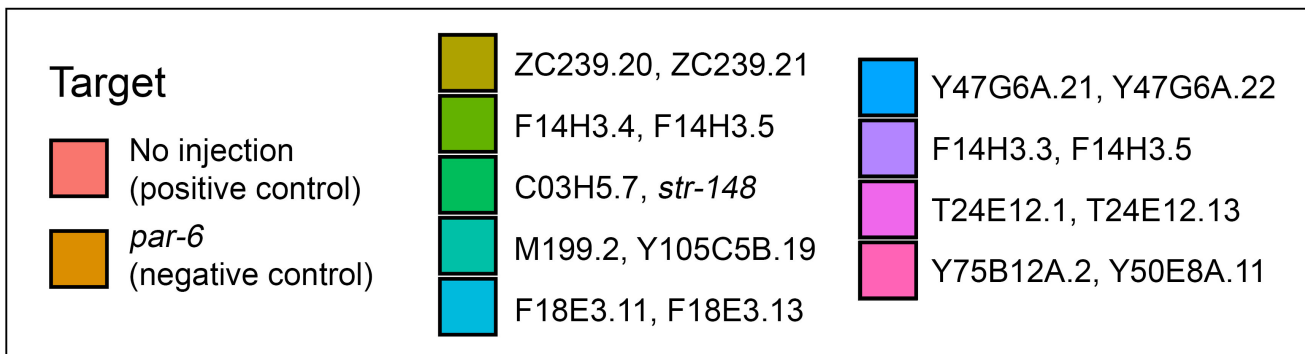 Target
No injection
(positive control)
par-6
(negative control)
ZC239.20, ZC239.21
F14H3.4, F14H3.5
C03H5.7, str-148
M199.2, Y105C5B.19
F18E3.11, F18E3.13
Y47G6A.21, Y47G6A.22
F14H3.3, F14H3.5
T24E12.1, T24E12.13
Y75B12A.2, Y50E8A.11